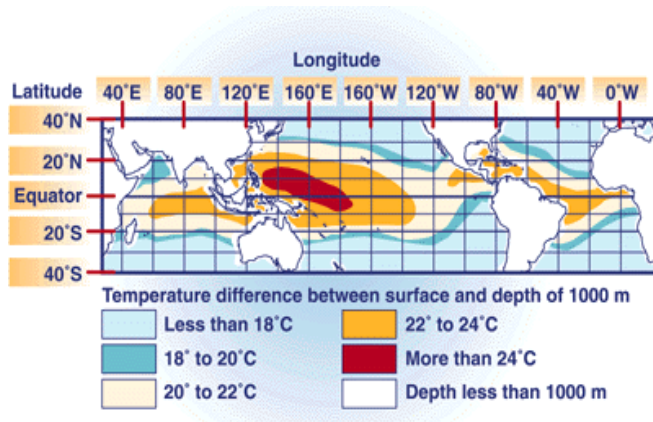 Longitude
Latitude 40˚E 80˚E 120˚E 160˚E 160˚W 120˚W 80˚W 40˚W 0˚W
40˚N
20˚N
Equator
20˚S
40˚S
Temperature difference between surface and depth of 1000 m
Less than 18˚C 22˚ to 24˚C
18˚ to 20˚C More than 24˚C
20˚ to 22˚C Depth less than 1000 m